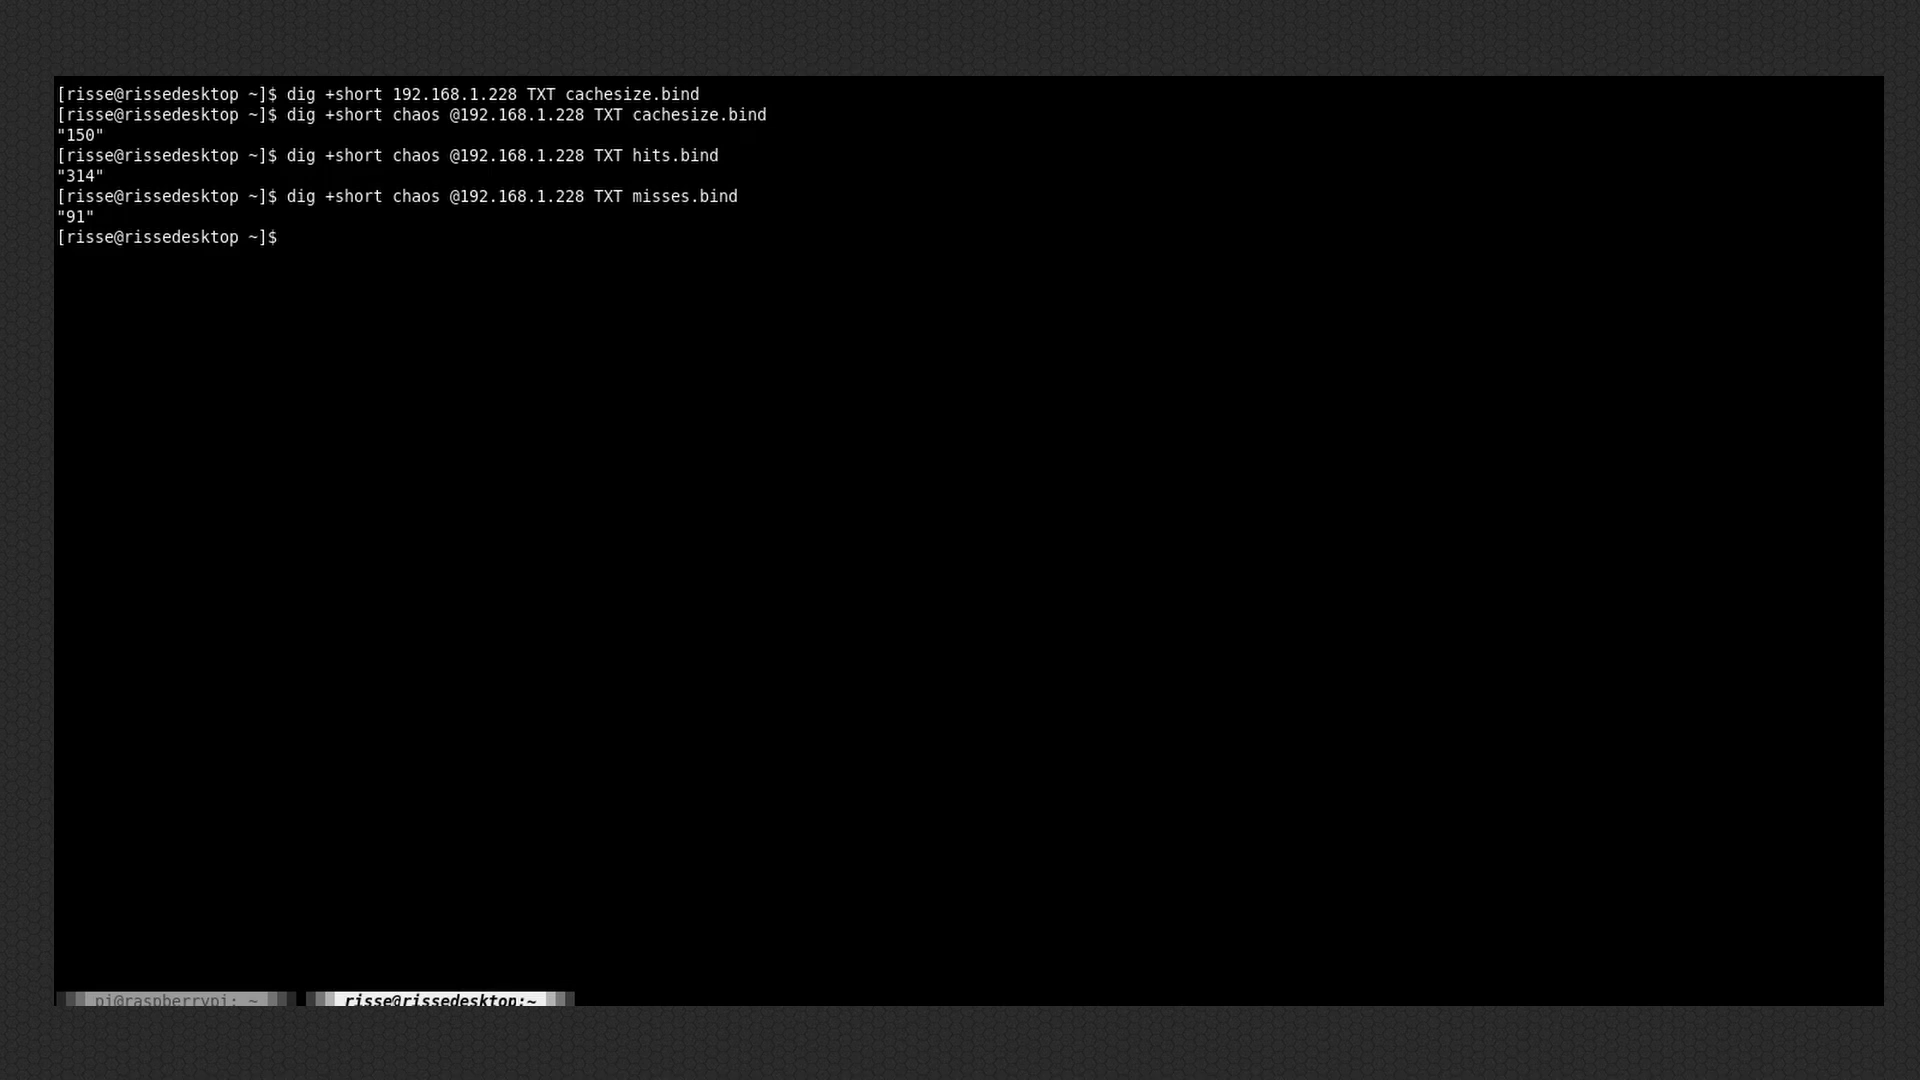 [risse@rissedesktop ~]$ dig +short 192.168.1.228 TXT cachesize.bind
[risse@rissedesktop ~]$ dig +short chaos @192.168.1.228 TXT cachesize.bind
"150"
[risse@rissedesktop ~]$ dig +short chaos @192.168.1.228 TXT hits.bind
"314"
[risse@rissedesktop ~]$ dig +short chaos @192.168.1.228 TXT misses.bind
"91"
[risse@rissedesktop ~]$
pi@raspberrypi: ~ risse@rissedesktop:~